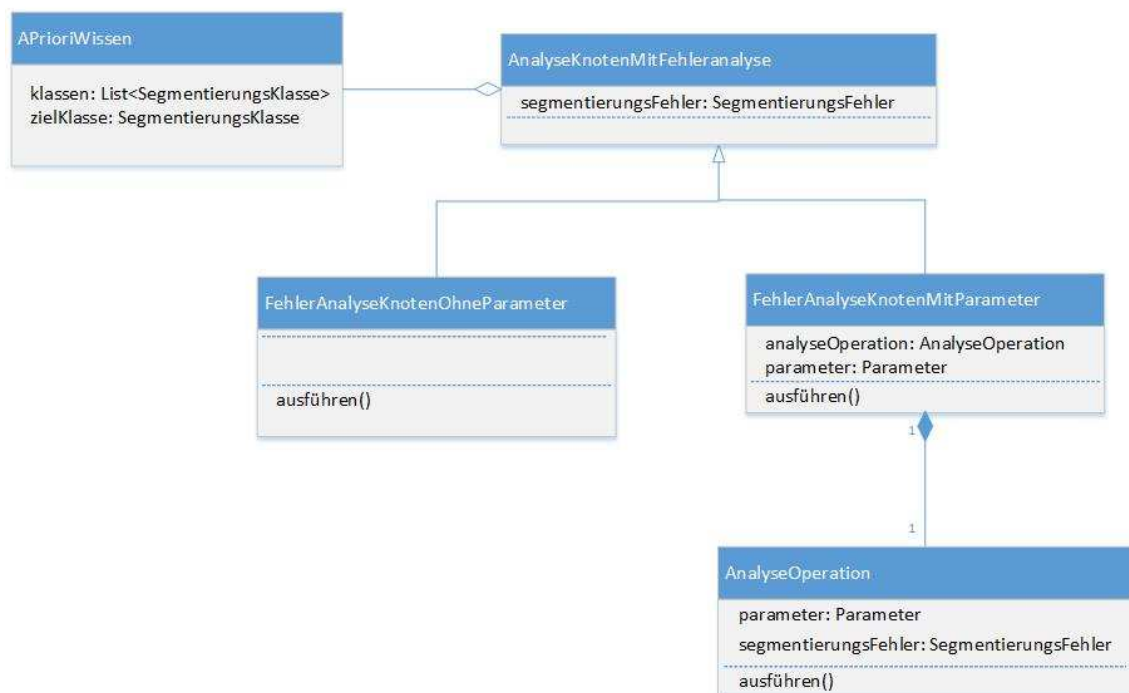 APrioriWissen
klassen: List<SegmentierungsKlasse>
zielKlasse: SegmentierungsKlasse
AnalyseKnotenMitFehleranalyse
segmentierungsFehler: SegmentierungsFehler
FehlerAnalyseKnotenOhneParameter
ausführen()
FehlerAnalyseKnotenMitParameter
analyseOperation: AnalyseOperation
parameter: Parameter
ausführen()
1
1
AnalyseOperation
parameter: Parameter
segmentierungsFehler: SegmentierungsFehler
ausführen()